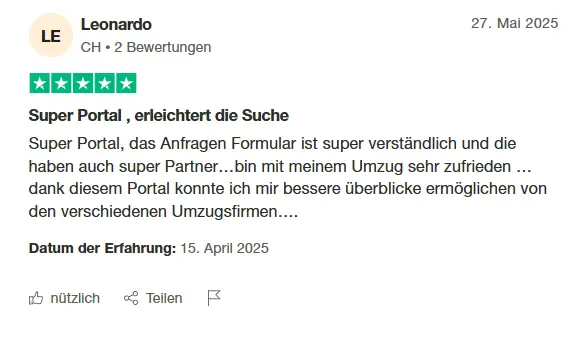 LE
Leonardo
27. Mai 2025
CH • 2 Bewertungen
Super Portal , erleichtert die Suche
Super Portal, das Anfragen Formular ist super verständlich und die
haben auch super Partner…bin mit meinem Umzug sehr zufrieden …
dank diesem Portal konnte ich mir bessere überblicke ermöglichen von
den verschiedenen Umzugsfirmen….
Datum der Erfahrung: 15. April 2025
nützlich
Teilen